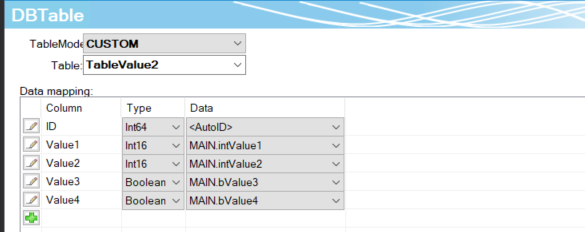 DBTable
TableMode CUSTOM
Table: TableValue2
Data mapping:
Column Type Data
ID Int64 <AutoID>
Value1 Int16 MAIN.intValue1
Value2 Int16 MAIN.intValue2
Value3 Boolean MAIN.bValue3
Value4 Boolean MAIN.bValue4